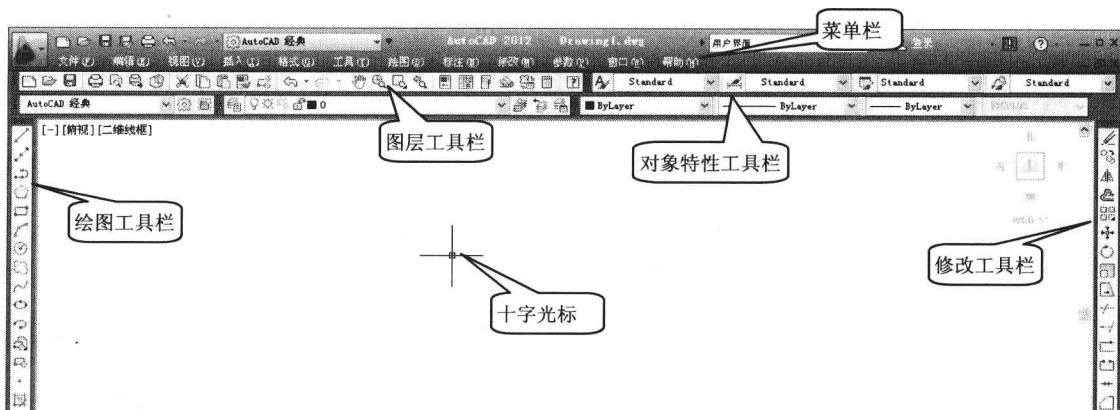 AutoCAD 经典 AutoCAD 2012 Drawing1.dwg 用户界面 登录
菜单栏
文件(F) 编辑(E) 视图(V) 插入(I) 格式(O) 工具(T) 绘图(D) 标注(N) 修改(M) 参数(P) 窗口(W) 帮助(H)
Standard Standard Standard Standard
AutoCAD 经典 0 ByLayer ByLayer ByLayer BYCOLOR
[-][俯视][二维线框]
图层工具栏
对象特性工具栏
绘图工具栏
修改工具栏
十字光标